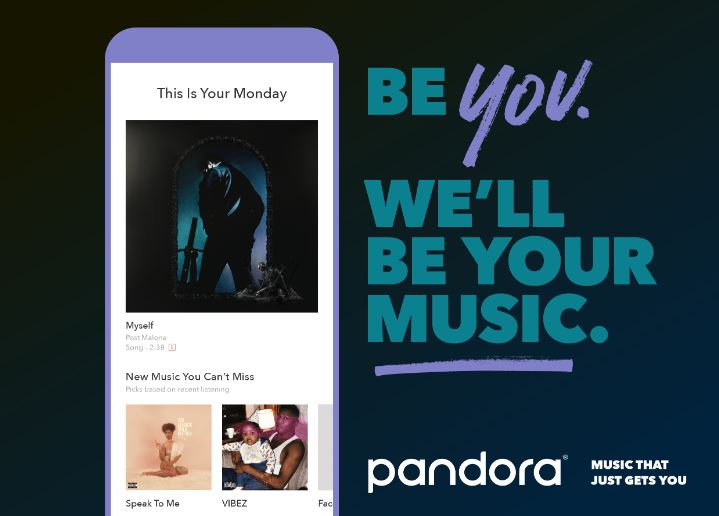 This Is Your Monday
Myself
Post Malone
Song - 2:38 E
New Music You Can't Miss
Picks based on recent listening
Speak To Me
VIBEZ
Fac
BE you.
WE'LL
BE YOUR
MUSIC.
pandora®
MUSIC THAT
JUST GETS YOU